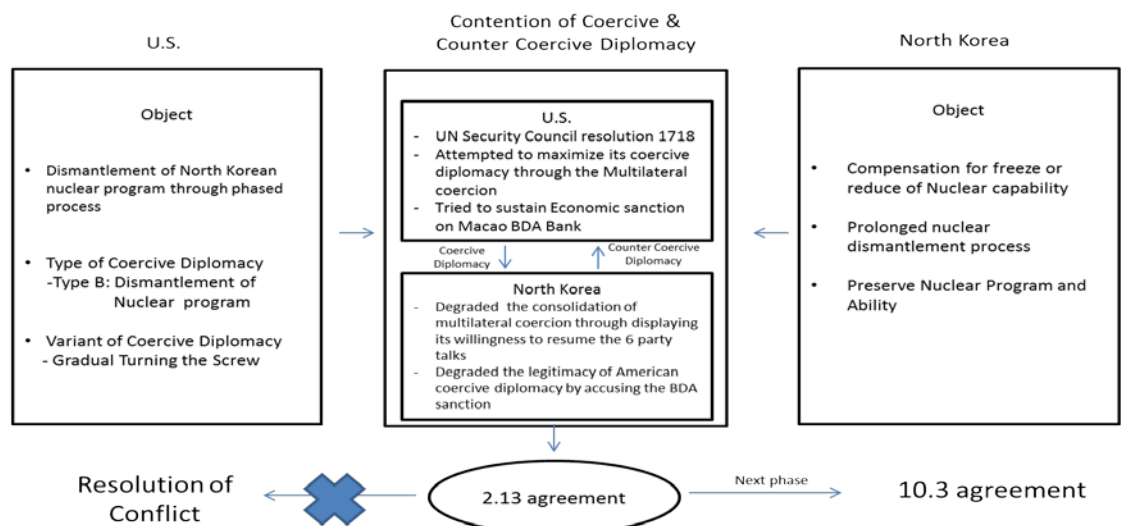 Contention of Coercive &
Counter Coercive Diplomacy
U.S.
North Korea
Object
• Dismantlement of North Korean
nuclear program through phased
process
• Type of Coercive Diplomacy
-Type B: Dismantlement of
Nuclear program
• Variant of Coercive Diplomacy
- Gradual Turning the Screw
U.S.
- UN Security Council resolution 1718
- Attempted to maximize its coercive
diplomacy through the Multilateral
coercion
- Tried to sustain Economic sanction
on Macao BDA Bank
Coercive
Diplomacy
Counter Coercive
Diplomacy
North Korea
- Degraded the consolidation of
multilateral coercion through displaying
its willingness to resume the 6 party
talks
- Degraded the legitimacy of American
coercive diplomacy by accusing the BDA
sanction
Object
• Compensation for freeze or
reduce of Nuclear capability
• Prolonged nuclear
dismantlement process
• Preserve Nuclear Program and
Ability
Resolution of
Conflict
2.13 agreement
Next phase
10.3 agreement